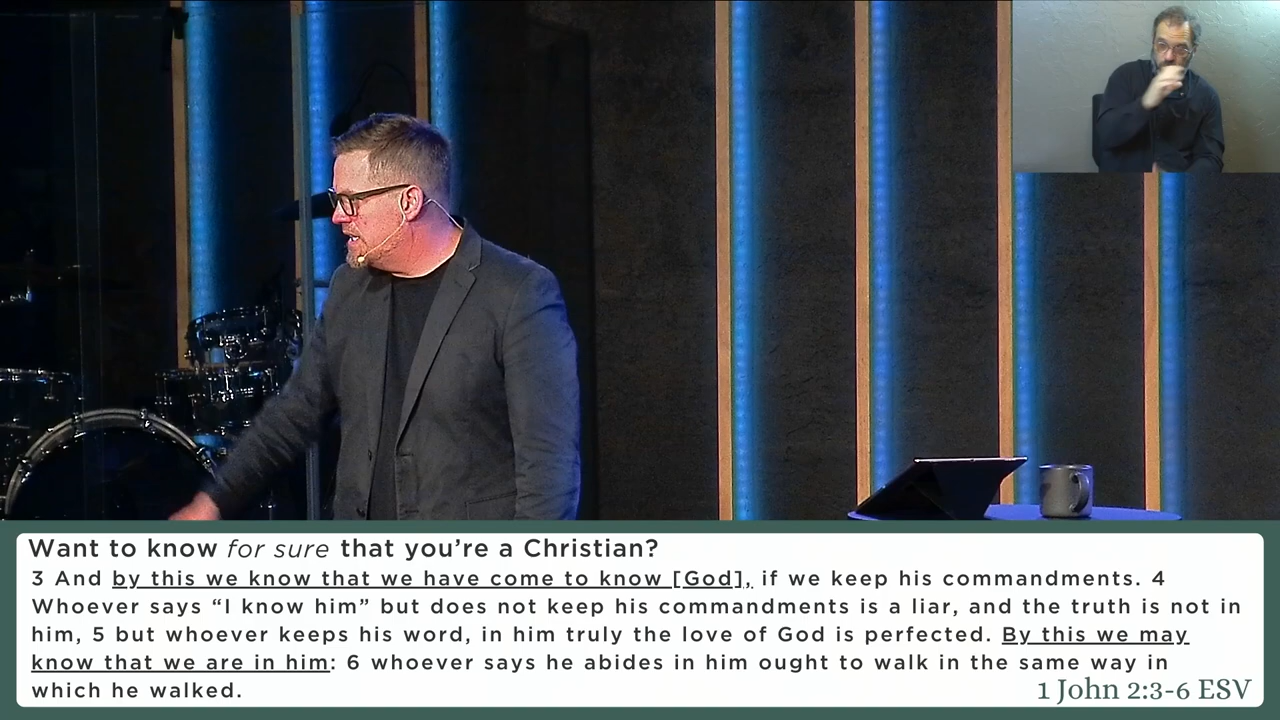 Want to know for sure that you’re a Christian?
3 And by this we know that we have come to know [God], if we keep his commandments. 4
Whoever says “I know him” but does not keep his commandments is a liar, and the truth is not in
him, 5 but whoever keeps his word, in him truly the love of God is perfected. By this we may
know that we are in him: 6 whoever says he abides in him ought to walk in the same way in
which he walked.
1 John 2:3-6 ESV